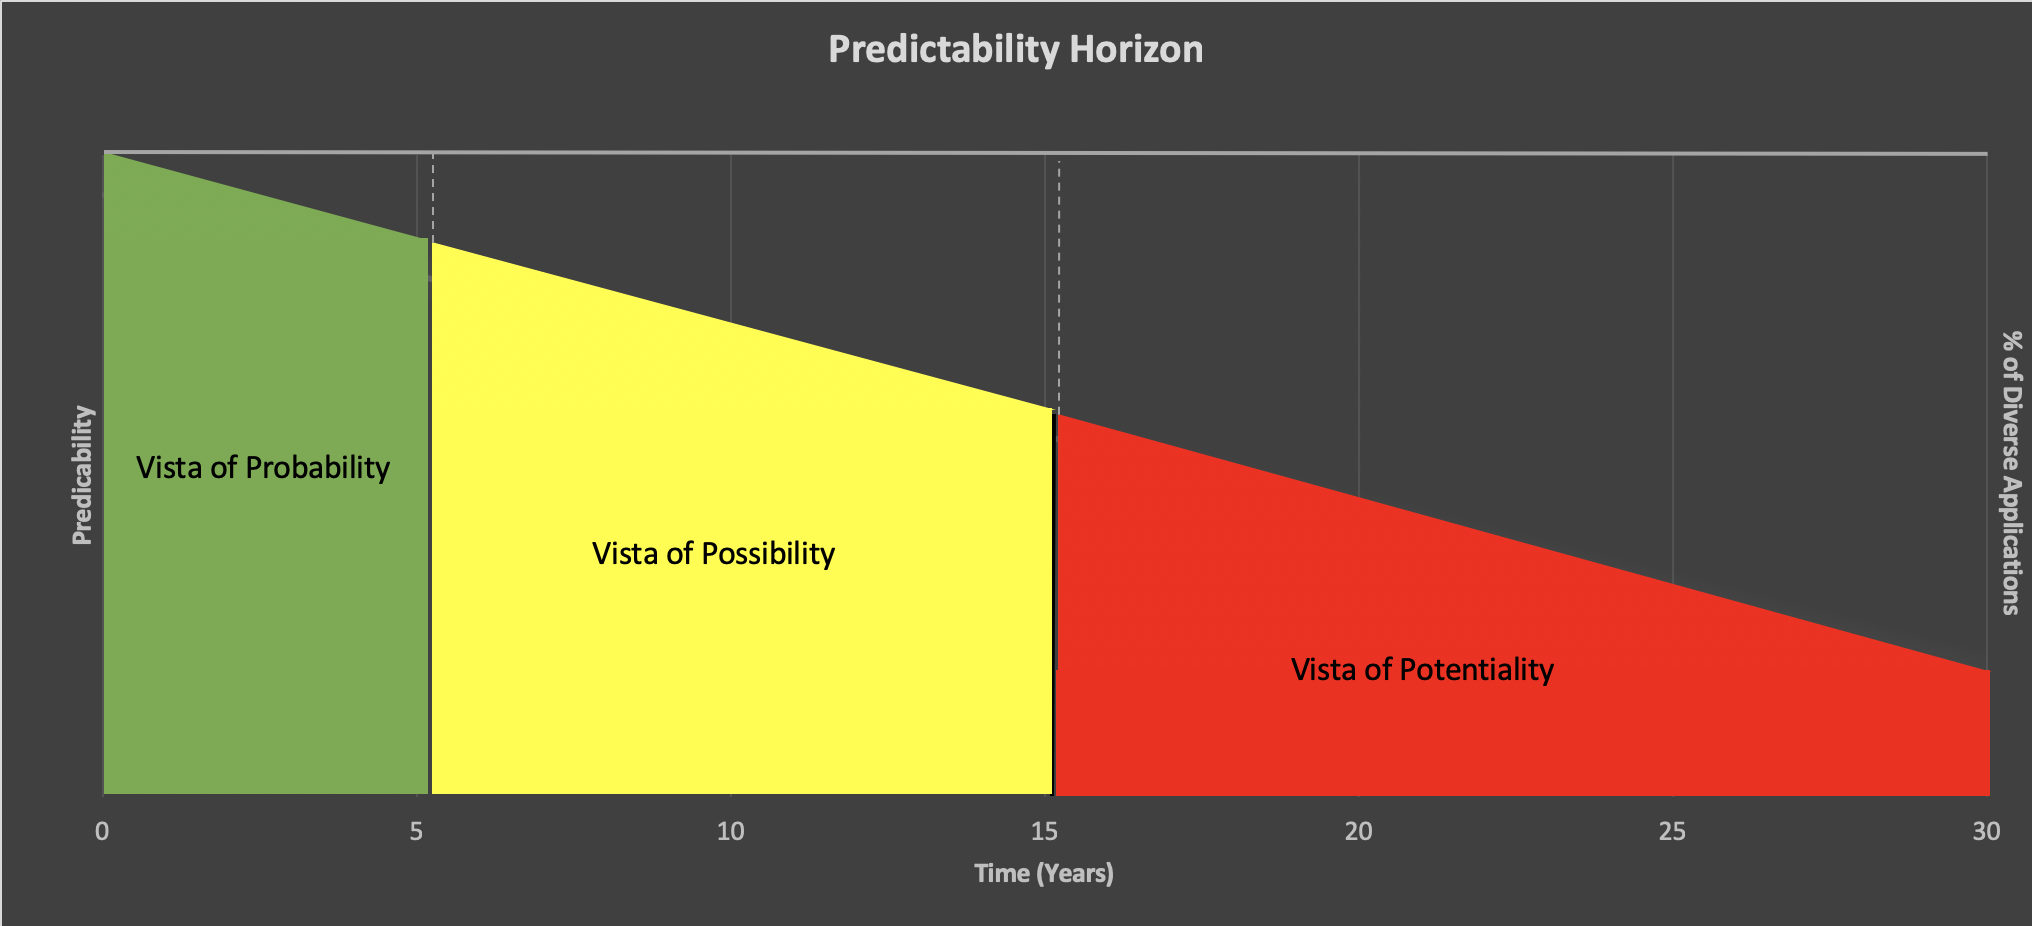 Predictability Horizon
Predicability
% of Diverse Applications
Vista of Probability
Vista of Possibility
Vista of Potentiality
0 5 10 15 20 25 30
Time (Years)